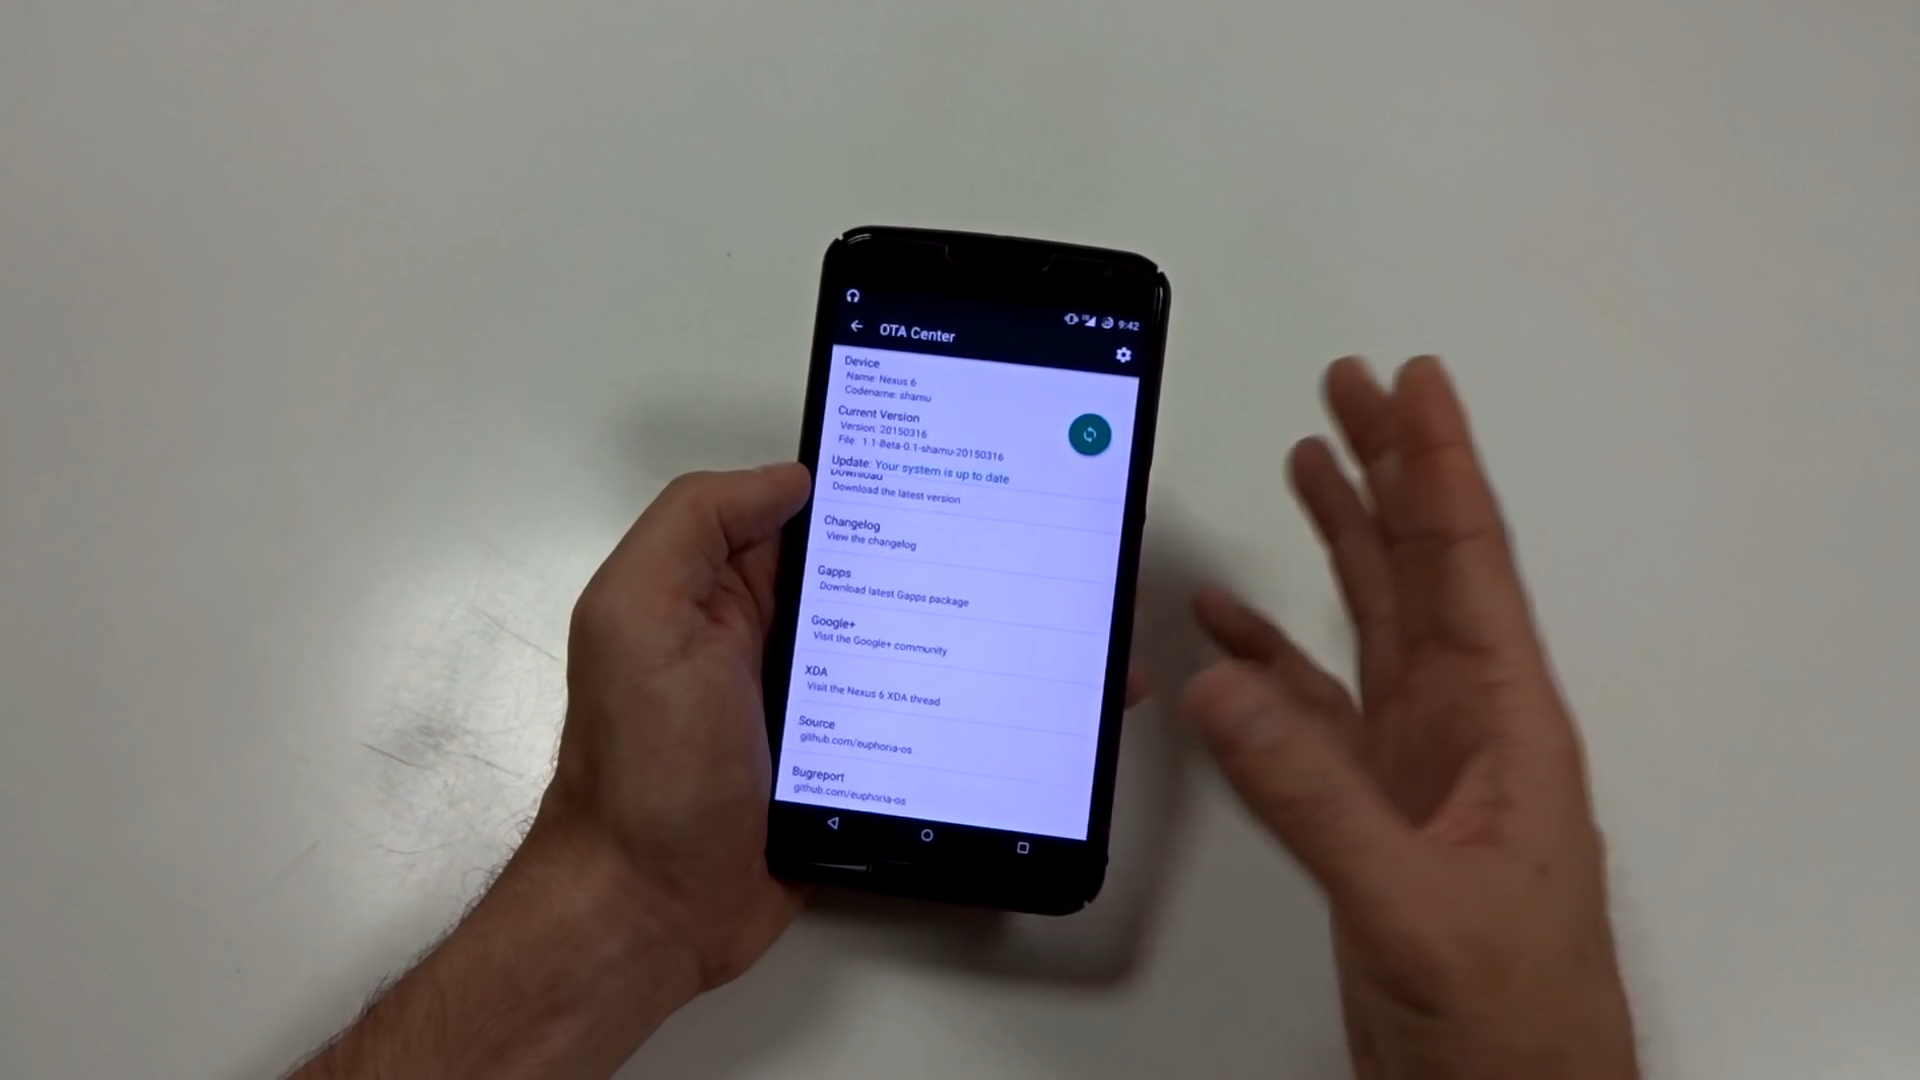 9:42
OTA Center
Device
Name: Nexus 6
Codename: shamu
Current Version
Version: 20150316
File: 1.1-Beta-0.1-shamu-20150316
Update: Your system is up to date
Download
Download the latest version
Changelog
View the changelog
Gapps
Download latest Gapps package
Google+
Visit the Google+ community
XDA
Visit the Nexus 6 XDA thread
Source
github.com/euphoria-os
Bugreport
github.com/euphoria-os